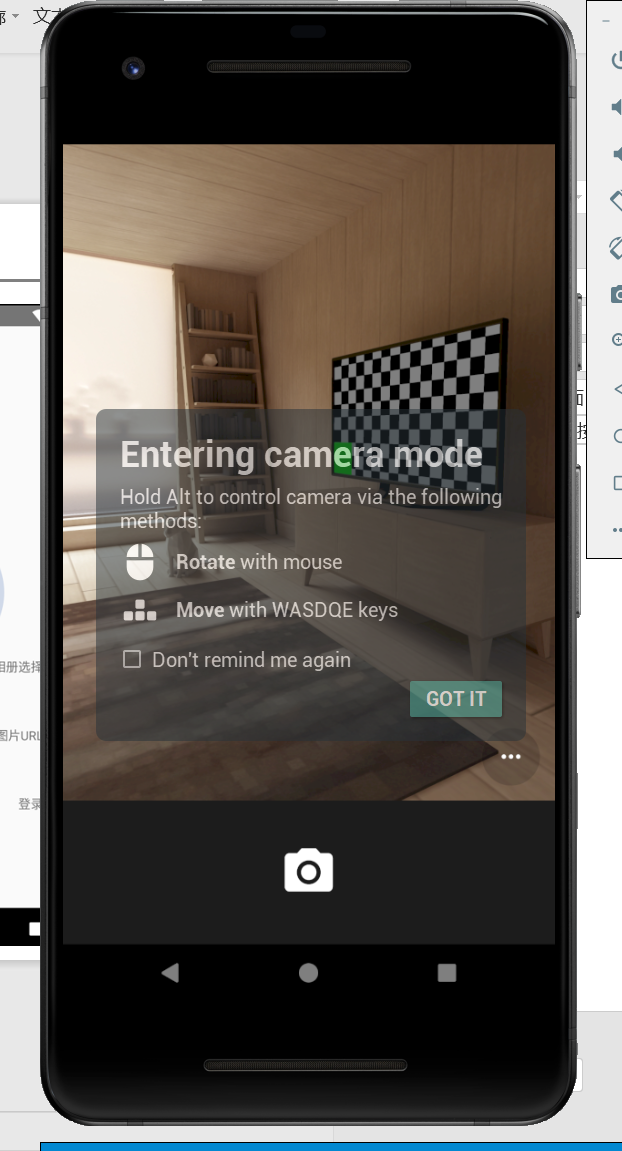 文
Entering camera mode
Hold Alt to control camera via the following
methods:
Rotate with mouse
Move with WASDQE keys
Don't remind me again
GOT IT
相册选择
图片URL
登录